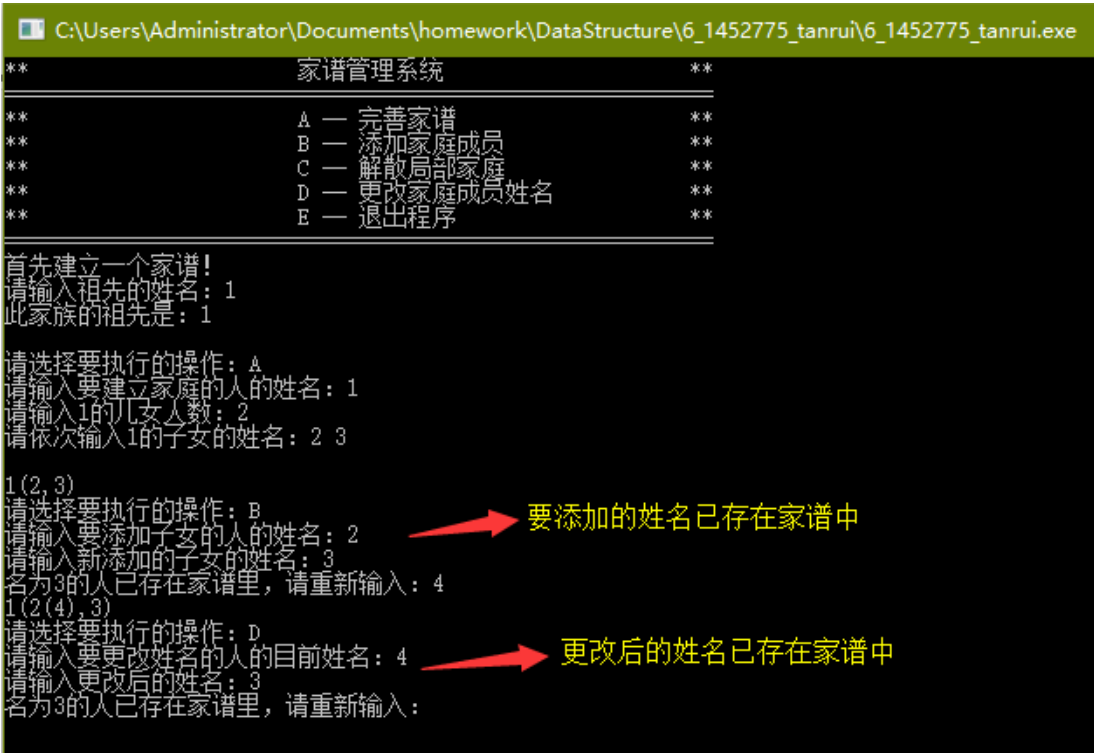 C:\Users\Administrator\Documents\homework\DataStructure\6_1452775_tanrui\6_1452775_tanrui.exe
** 家谱管理系统 **
** A — 完善家谱 **
** B — 添加家庭成员 **
** C — 解散局部家庭 **
** D — 更改家庭成员姓名 **
** E — 退出程序 **
首先建立一个家谱!
请输入祖先的姓名: 1
此家族的祖先是: 1
请选择要执行的操作: A
请输入要建立家庭的人的姓名: 1
请输入1的儿女人数: 2
请依次输入1的子女的姓名: 2 3
1(2,3)
请选择要执行的操作: B
请输入要添加子女的人的姓名: 2
要添加的姓名已存在家谱中
请输入新添加的子女的姓名: 3
名为3的人已存在家谱里，请重新输入: 4
1(2(4),3)
请选择要执行的操作: D
请输入要更改姓名的人的目前姓名: 4
更改后的姓名已存在家谱中
请输入更改后的姓名: 3
名为3的人已存在家谱里，请重新输入: